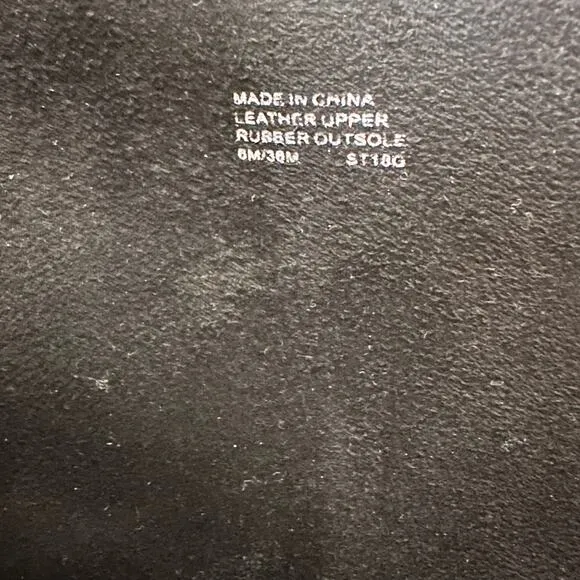 MADE IN CHINA
LEATHER UPPER
RUBBER OUTSOLE
6M/36M ST18G